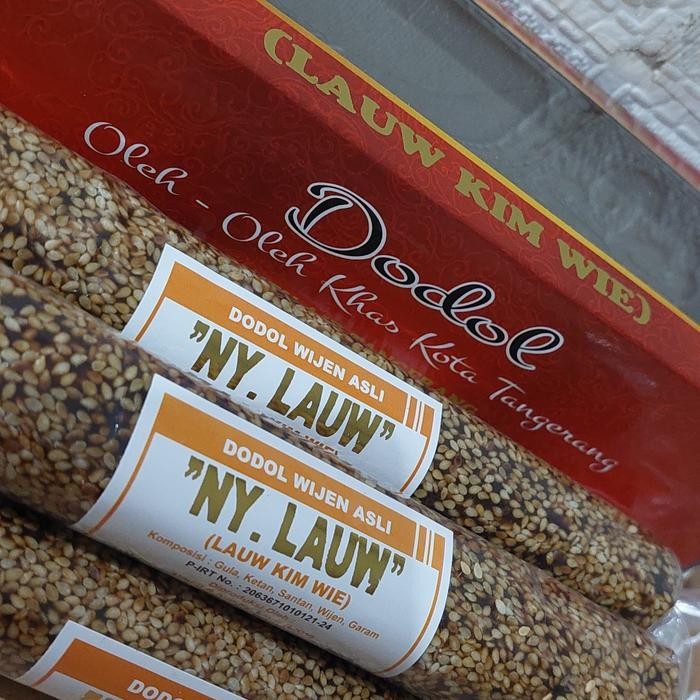 (LAUW KIM WIE)
Dodol
Oleh - Oleh Khas Kota Tangerang
DODOL WIJEN ASLI
"NY. LAUW"
DODOL WIJEN ASLI
"NY. LAUW"
(LAUW KIM WIE)
Komposisi : Gula, Ketan, Santan, Wijen, Garam
P-IRT No. : 2063671010121-24